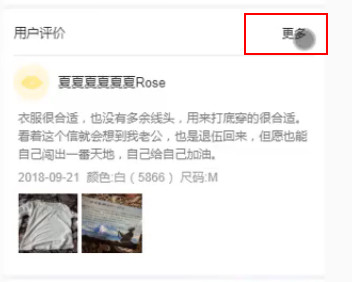 用户评价
更多
夏夏夏夏夏夏Rose
衣服很合适，也没有多余线头，用来打底穿的很合适。
看着这个信就会想到我老公，也是退伍回来，但愿也能
自己闯出一番天地，自己给自己加油。
2018-09-21 颜色:白（5866）尺码:M